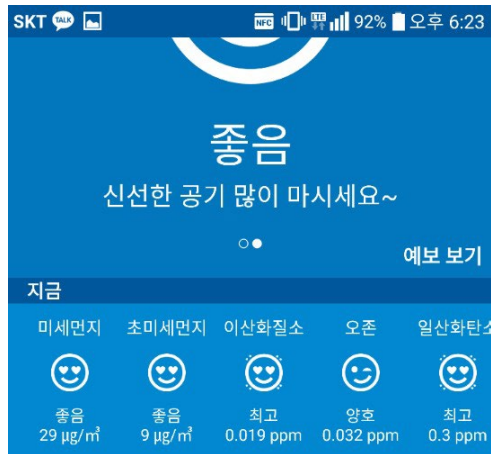 SKT TALK NFC LTE 92% 오후 6:23
좋음
신선한 공기 많이 마시세요~
예보 보기
지금
미세먼지 초미세먼지 이산화질소 오존 일산화탄소
좋음 좋음 최고 양호 최고
29 µg/㎥ 9 µg/㎥ 0.019 ppm 0.032 ppm 0.3 ppm